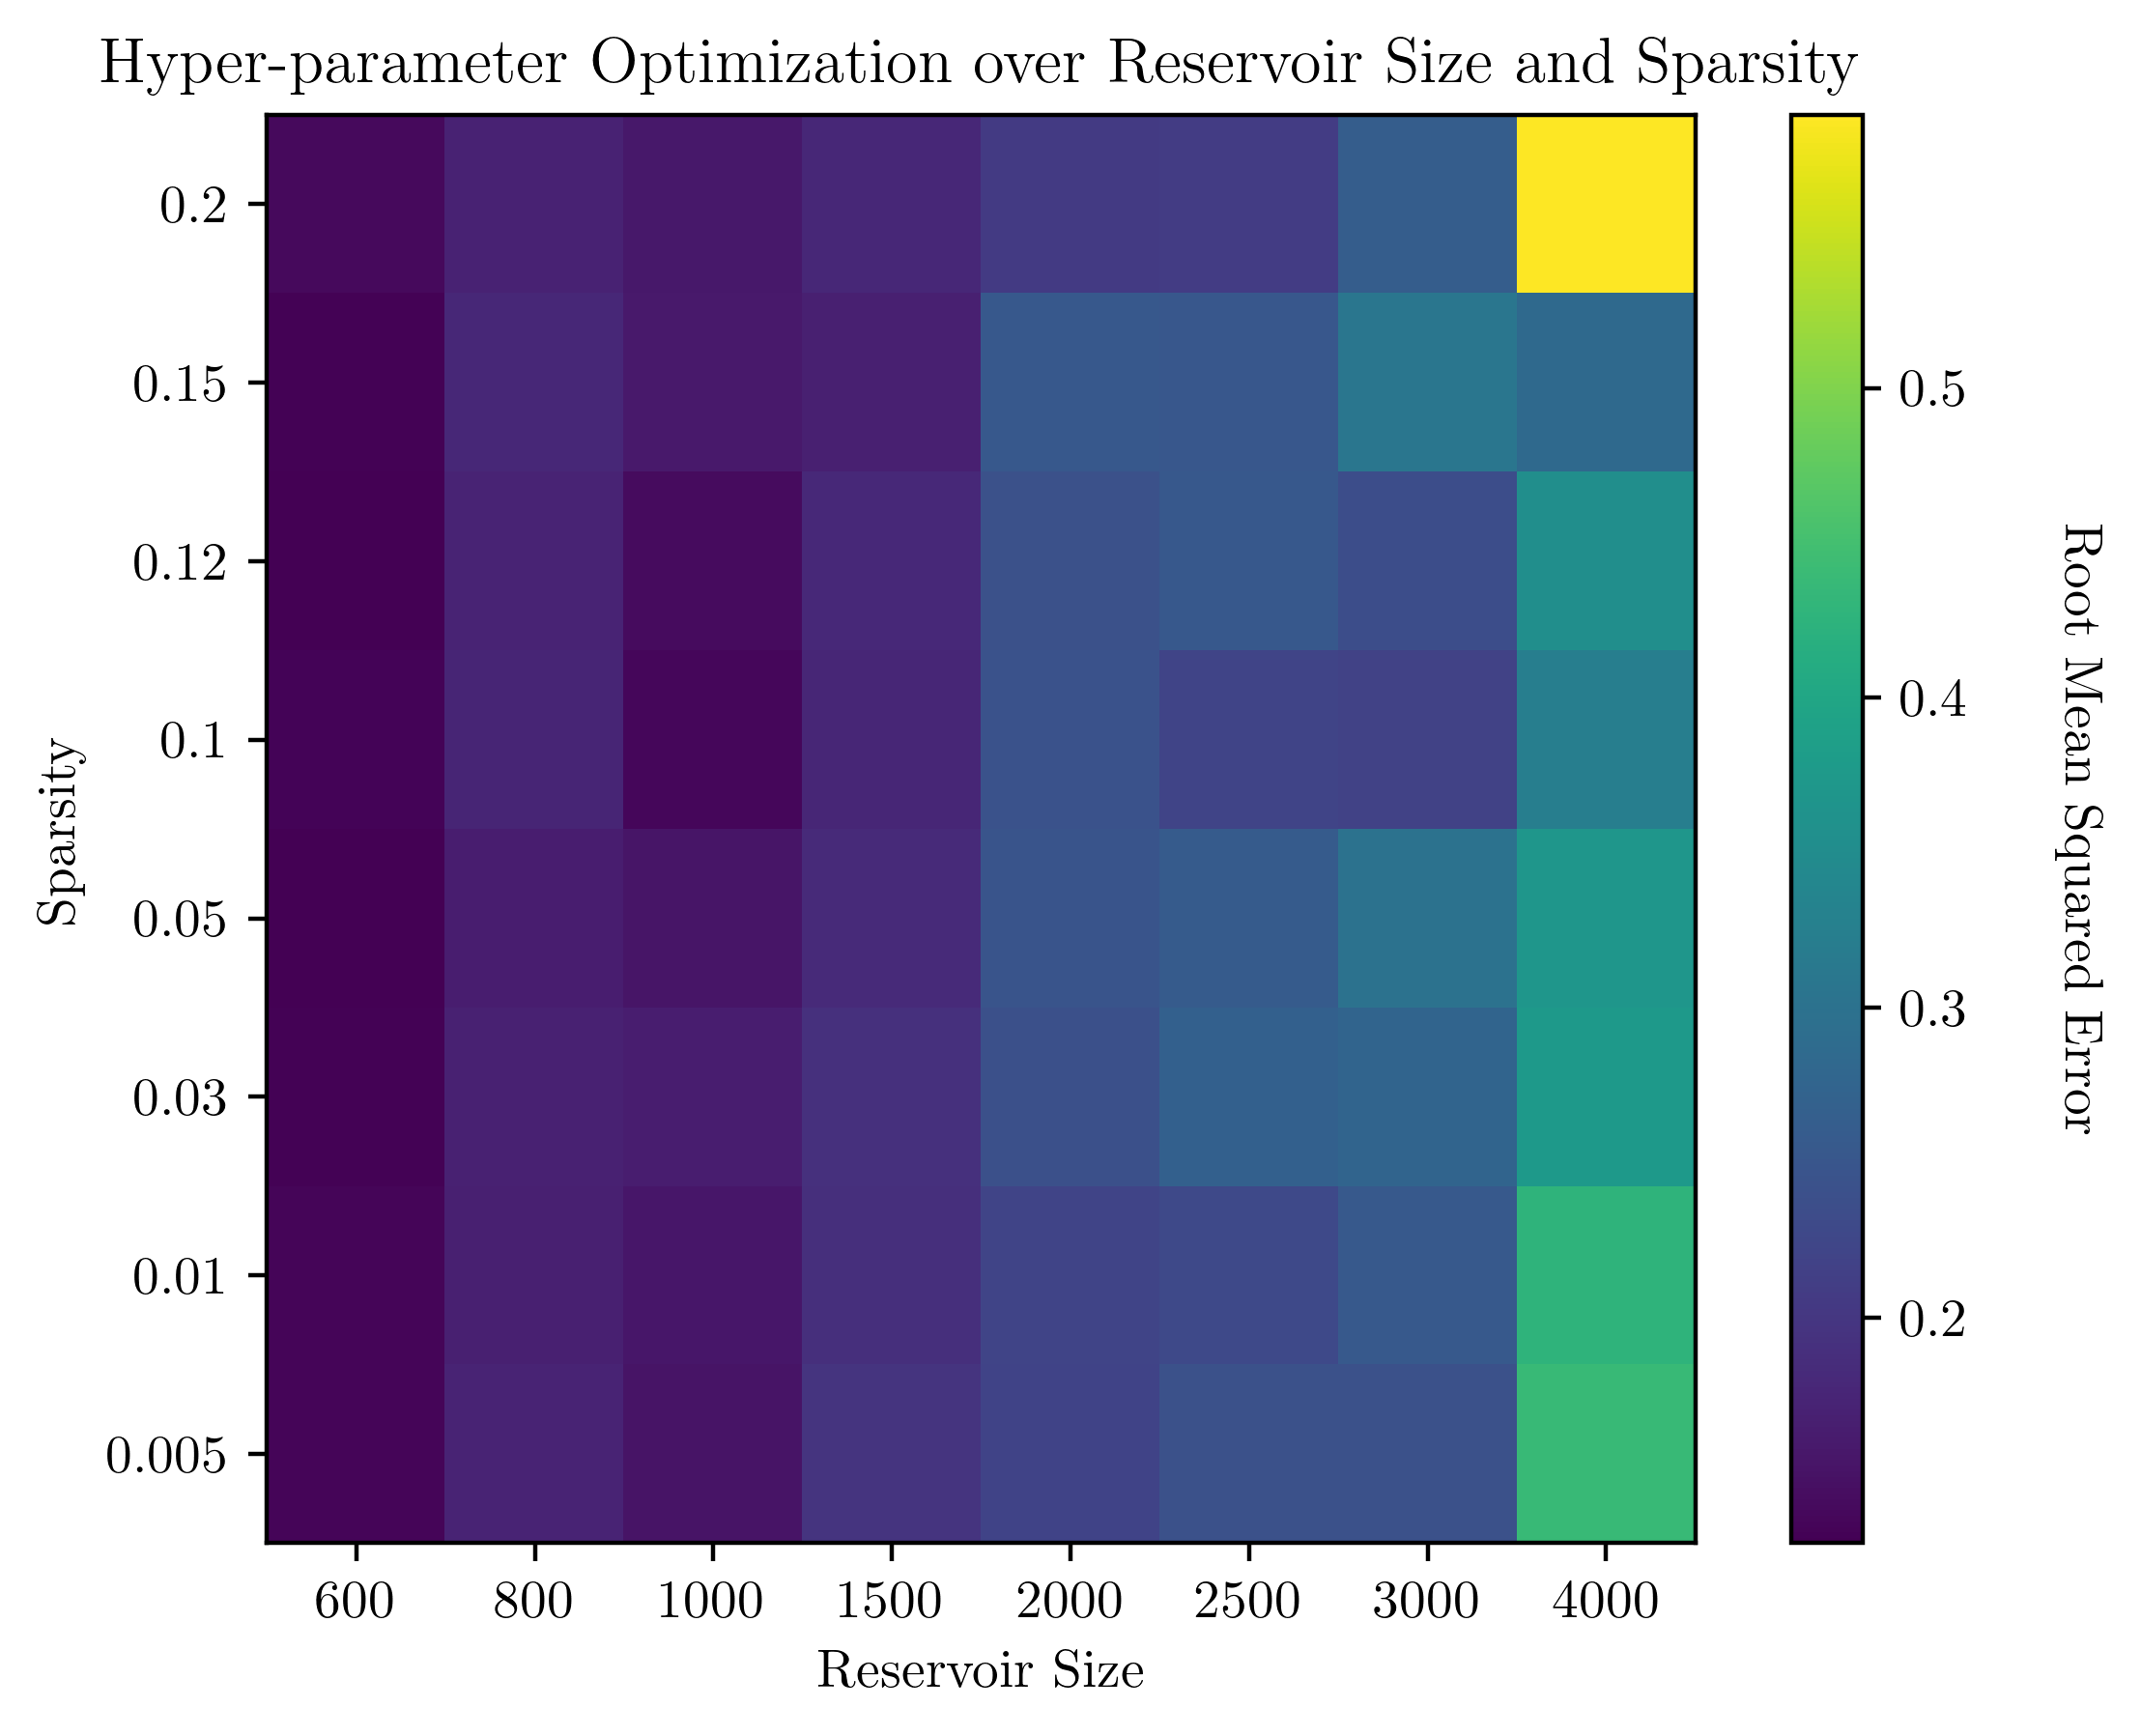 Hyper-parameter Optimization over Reservoir Size and Sparsity
0.2
0.15
0.12
0.1
0.05
0.03
0.01
0.005
Sparsity
600 800 1000 1500 2000 2500 3000 4000
Reservoir Size
0.5
0.4
0.3
0.2
Root Mean Squared Error